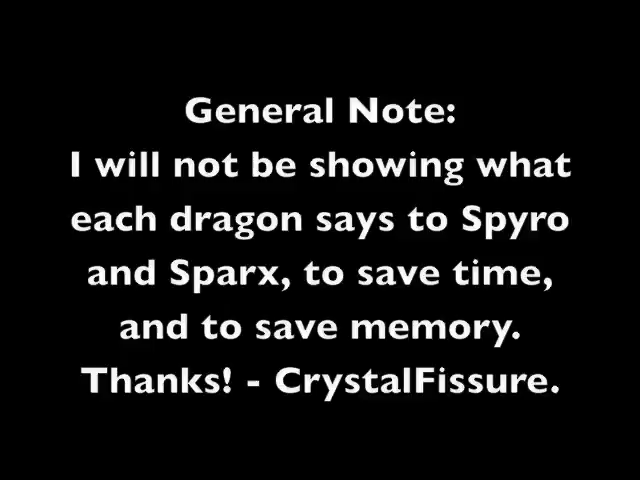 General Note:
I will not be showing what
each dragon says to Spyro
and Sparx, to save time,
and to save memory.
Thanks! - CrystalFissure.